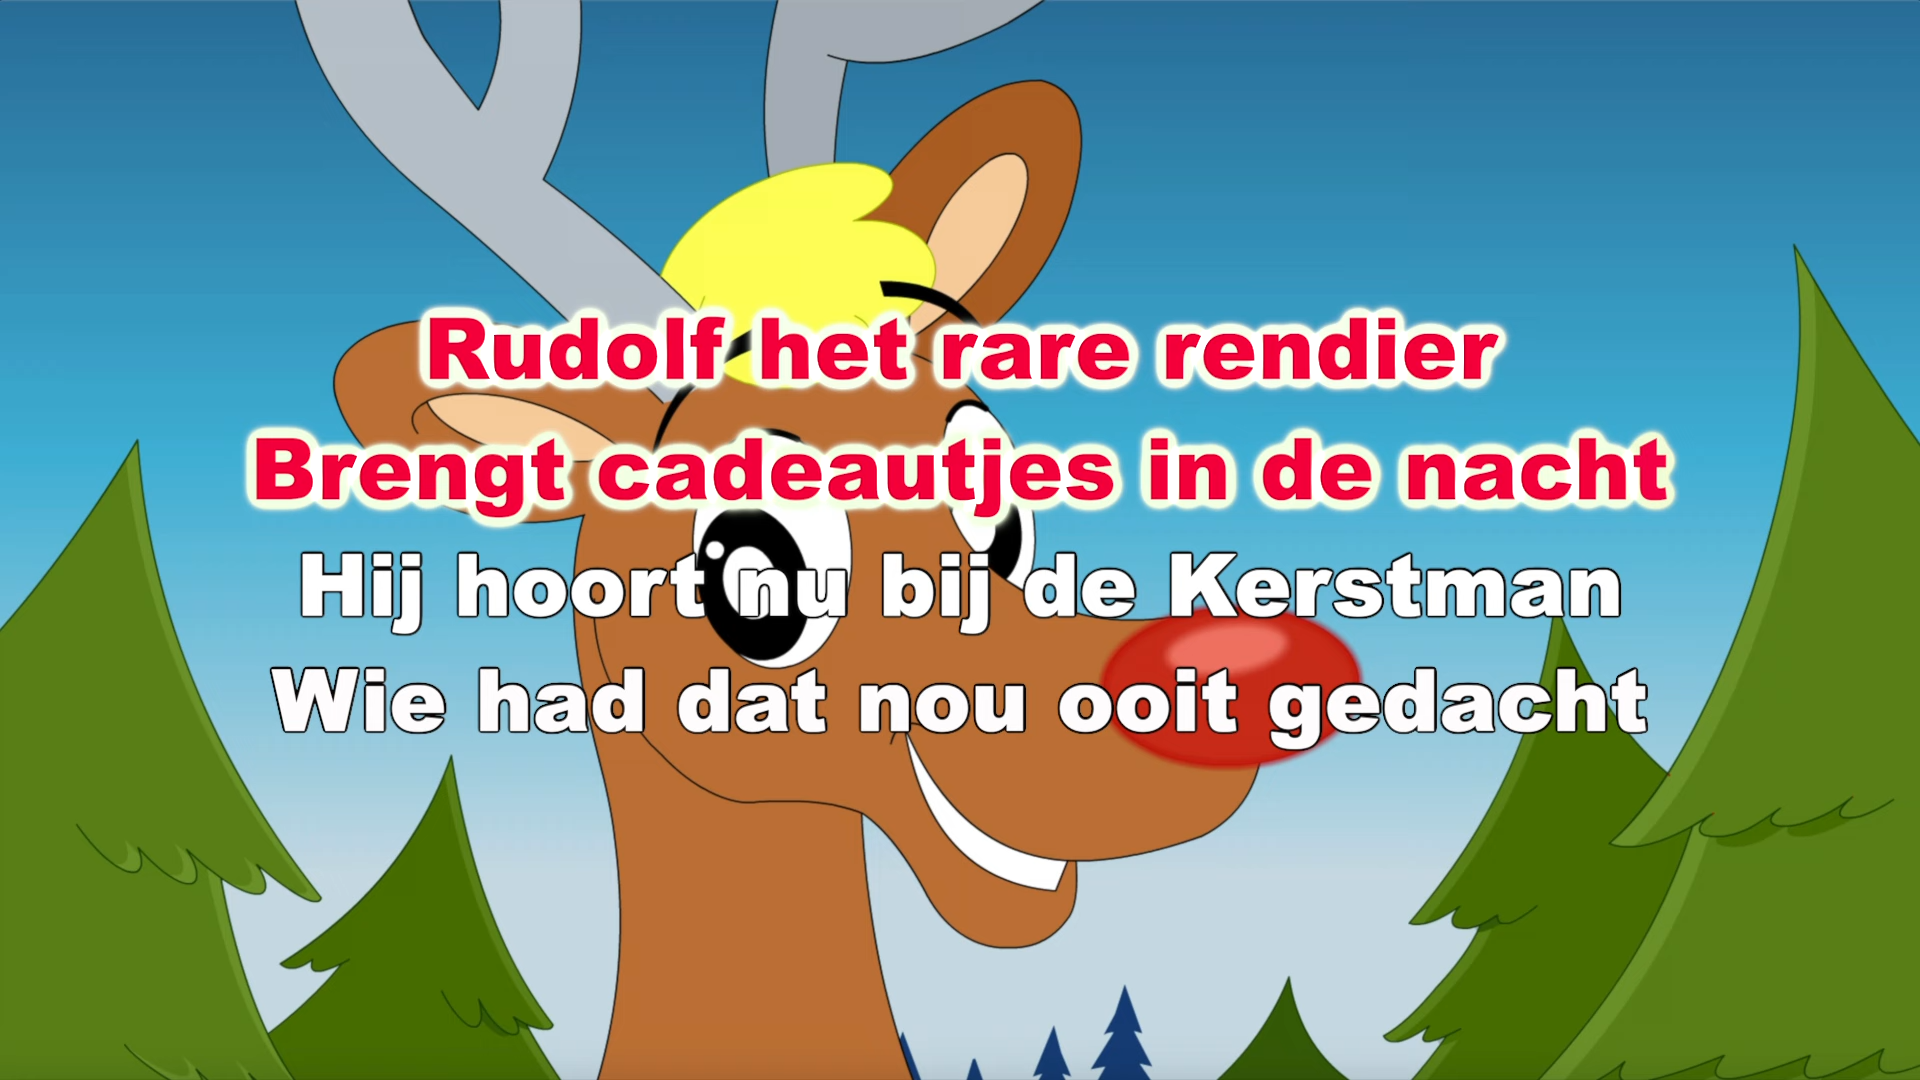 Rudolf het rare rendier
Brengt cadeautjes in de nacht
Hij hoort nu bij de Kerstman
Wie had dat nou ooit gedacht